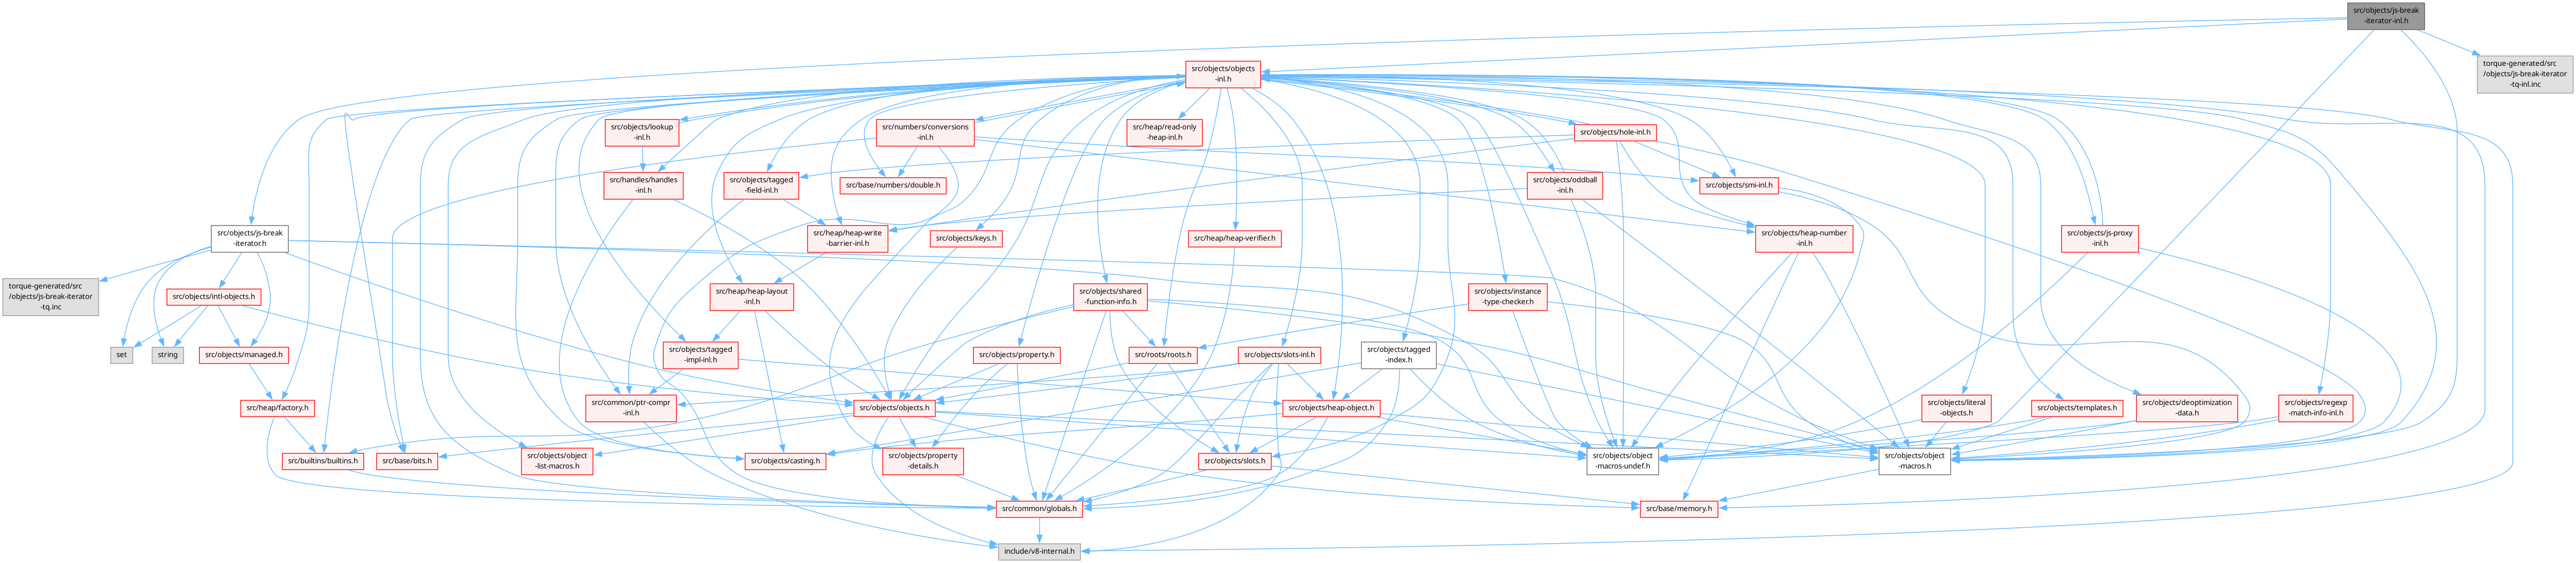 src/objects/js-break
-iterator-inl.h
src/objects/objects
-inl.h
torque-generated/src
/objects/js-break-iterator
-tq-inl.inc
src/objects/lookup
-inl.h
src/numbers/conversions
-inl.h
src/heap/read-only
-heap-inl.h
src/objects/hole-inl.h
src/handles/handles
-inl.h
src/objects/tagged
-field-inl.h
src/base/numbers/double.h
src/objects/oddball
-inl.h
src/objects/smi-inl.h
src/objects/js-break
-iterator.h
src/heap/heap-write
-barrier-inl.h
src/objects/keys.h
src/heap/heap-verifier.h
src/objects/heap-number
-inl.h
src/objects/js-proxy
-inl.h
torque-generated/src
/objects/js-break-iterator
-tq.inc
src/objects/intl-objects.h
src/heap/heap-layout
-inl.h
src/objects/shared
-function-info.h
src/objects/instance
-type-checker.h
set
string
src/objects/managed.h
src/objects/tagged
-impl-inl.h
src/objects/property.h
src/roots/roots.h
src/objects/slots-inl.h
src/objects/tagged
-index.h
src/heap/factory.h
src/common/ptr-compr
-inl.h
src/objects/objects.h
src/objects/heap-object.h
src/objects/literal
-objects.h
src/objects/templates.h
src/objects/deoptimization
-data.h
src/objects/regexp
-match-info-inl.h
src/builtins/builtins.h
src/base/bits.h
src/objects/object
-list-macros.h
src/objects/casting.h
src/objects/property
-details.h
src/objects/slots.h
src/objects/object
-macros-undef.h
src/objects/object
-macros.h
src/common/globals.h
src/base/memory.h
include/v8-internal.h